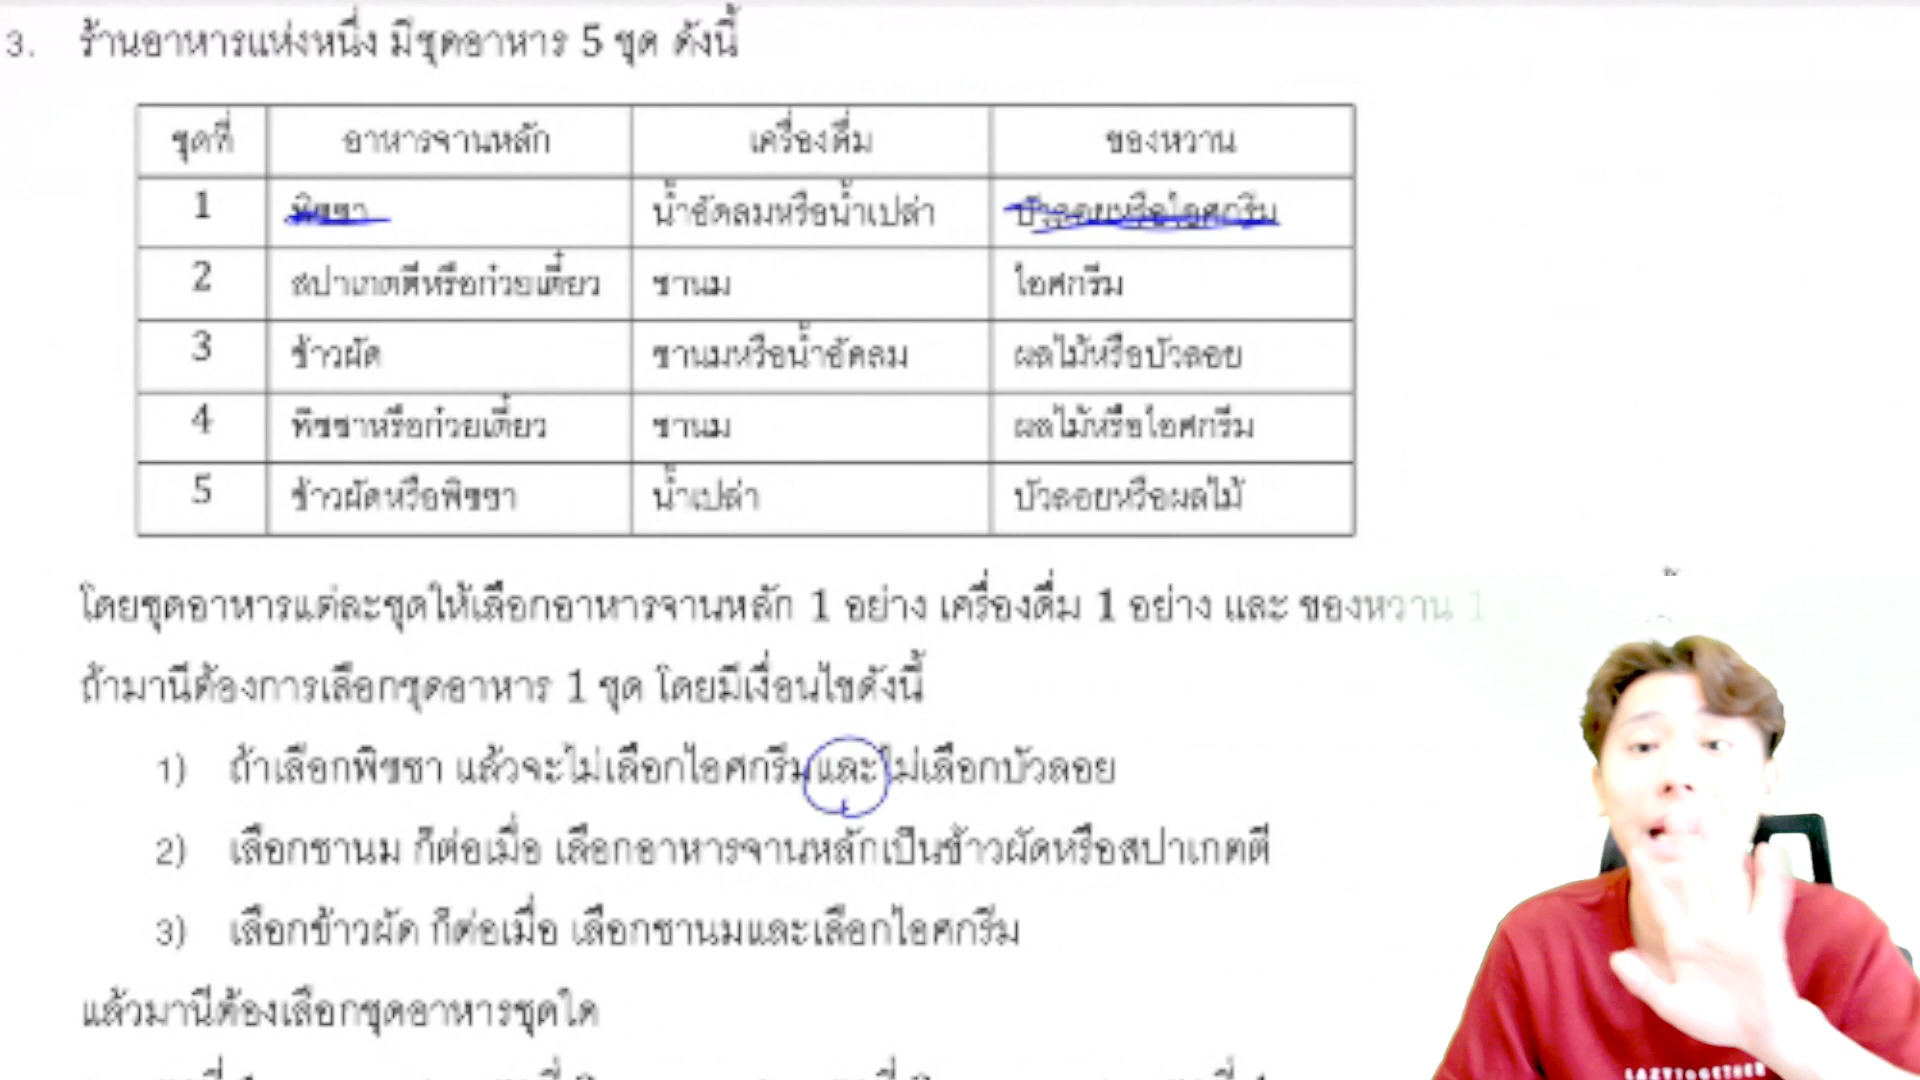 3. ร้านอาหารแห่งหนึ่ง มีชุดอาหาร 5 ชุด ดังนี้
ชุดที่ อาหารจานหลัก เครื่องดื่ม ของหวาน
1 พิซซา น้ำอัดลมหรือน้ำเปล่า บัวลอยหรือไอศกรีม
2 สปาเกตตีหรือก๋วยเตี๋ยว ชานม ไอศกรีม
3 ข้าวผัด ชานมหรือน้ำอัดลม ผลไม้หรือบัวลอย
4 พิซซาหรือก๋วยเตี๋ยว ชานม ผลไม้หรือไอศกรีม
5 ข้าวผัดหรือพิซซา น้ำเปล่า บัวลอยหรือผลไม้
โดยชุดอาหารแต่ละชุดให้เลือกอาหารจานหลัก 1 อย่าง เครื่องดื่ม 1 อย่าง และ ของหวาน 1
ถ้ามานีต้องการเลือกชุดอาหาร 1 ชุด โดยมีเงื่อนไขดังนี้
1) ถ้าเลือกพิซซา แล้วจะไม่เลือกไอศกรีมและไม่เลือกบัวลอย
2) เลือกชานม ก็ต่อเมื่อ เลือกอาหารจานหลักเป็นข้าวผัดหรือสปาเกตตี
3) เลือกข้าวผัด ก็ต่อเมื่อ เลือกชานมและเลือกไอศกรีม
แล้วมานีต้องเลือกชุดอาหารชุดใด
LAZYTOGETHER